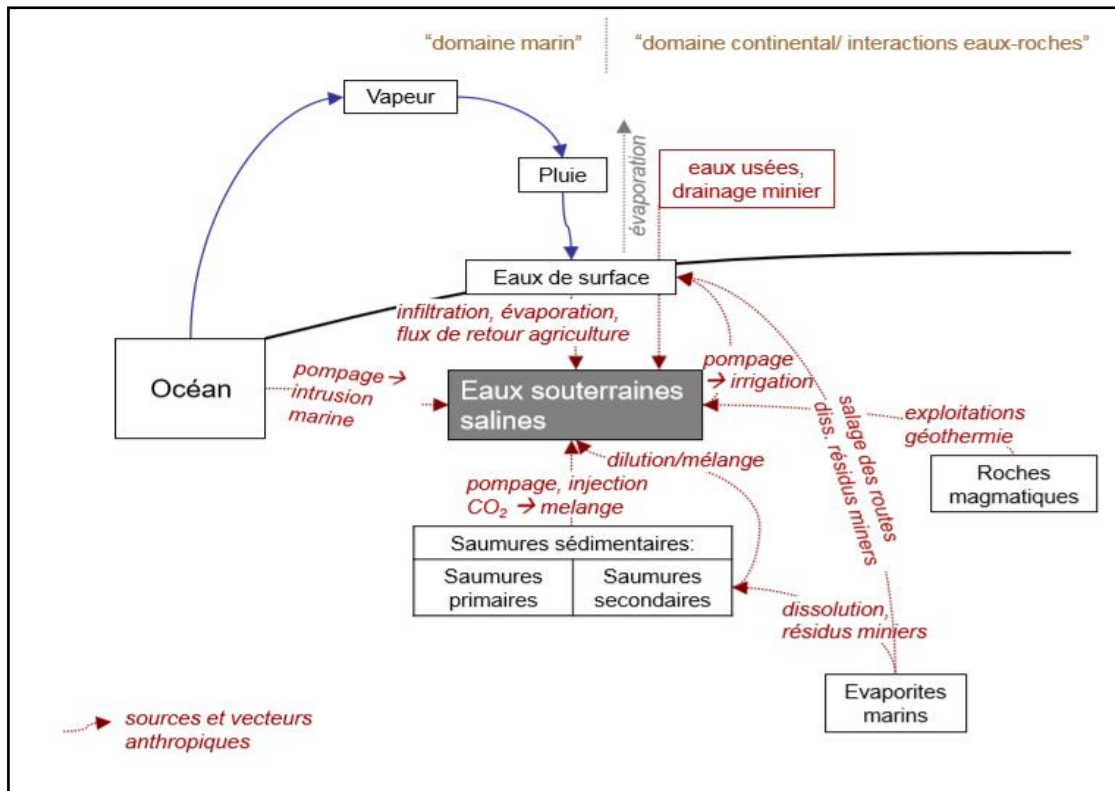 “domaine marin”
“domaine continental/ interactions eaux-roches”
Vapeur
évaporation
Pluie
eaux usées,
drainage minier
Eaux de surface
infiltration, évaporation,
flux de retour agriculture
Océan
pompage →
intrusion
marine
Eaux souterraines
salines
pompage
→ irrigation
salage des routes
diss. résidus miners
exploitations
géothermie
Roches
magmatiques
dilution/mélange
pompage, injection
CO₂ → melange
Saumures sédimentaires:
Saumures
primaires
Saumures
secondaires
dissolution,
résidus miniers
Evaporites
marins
sources et vecteurs
anthropiques